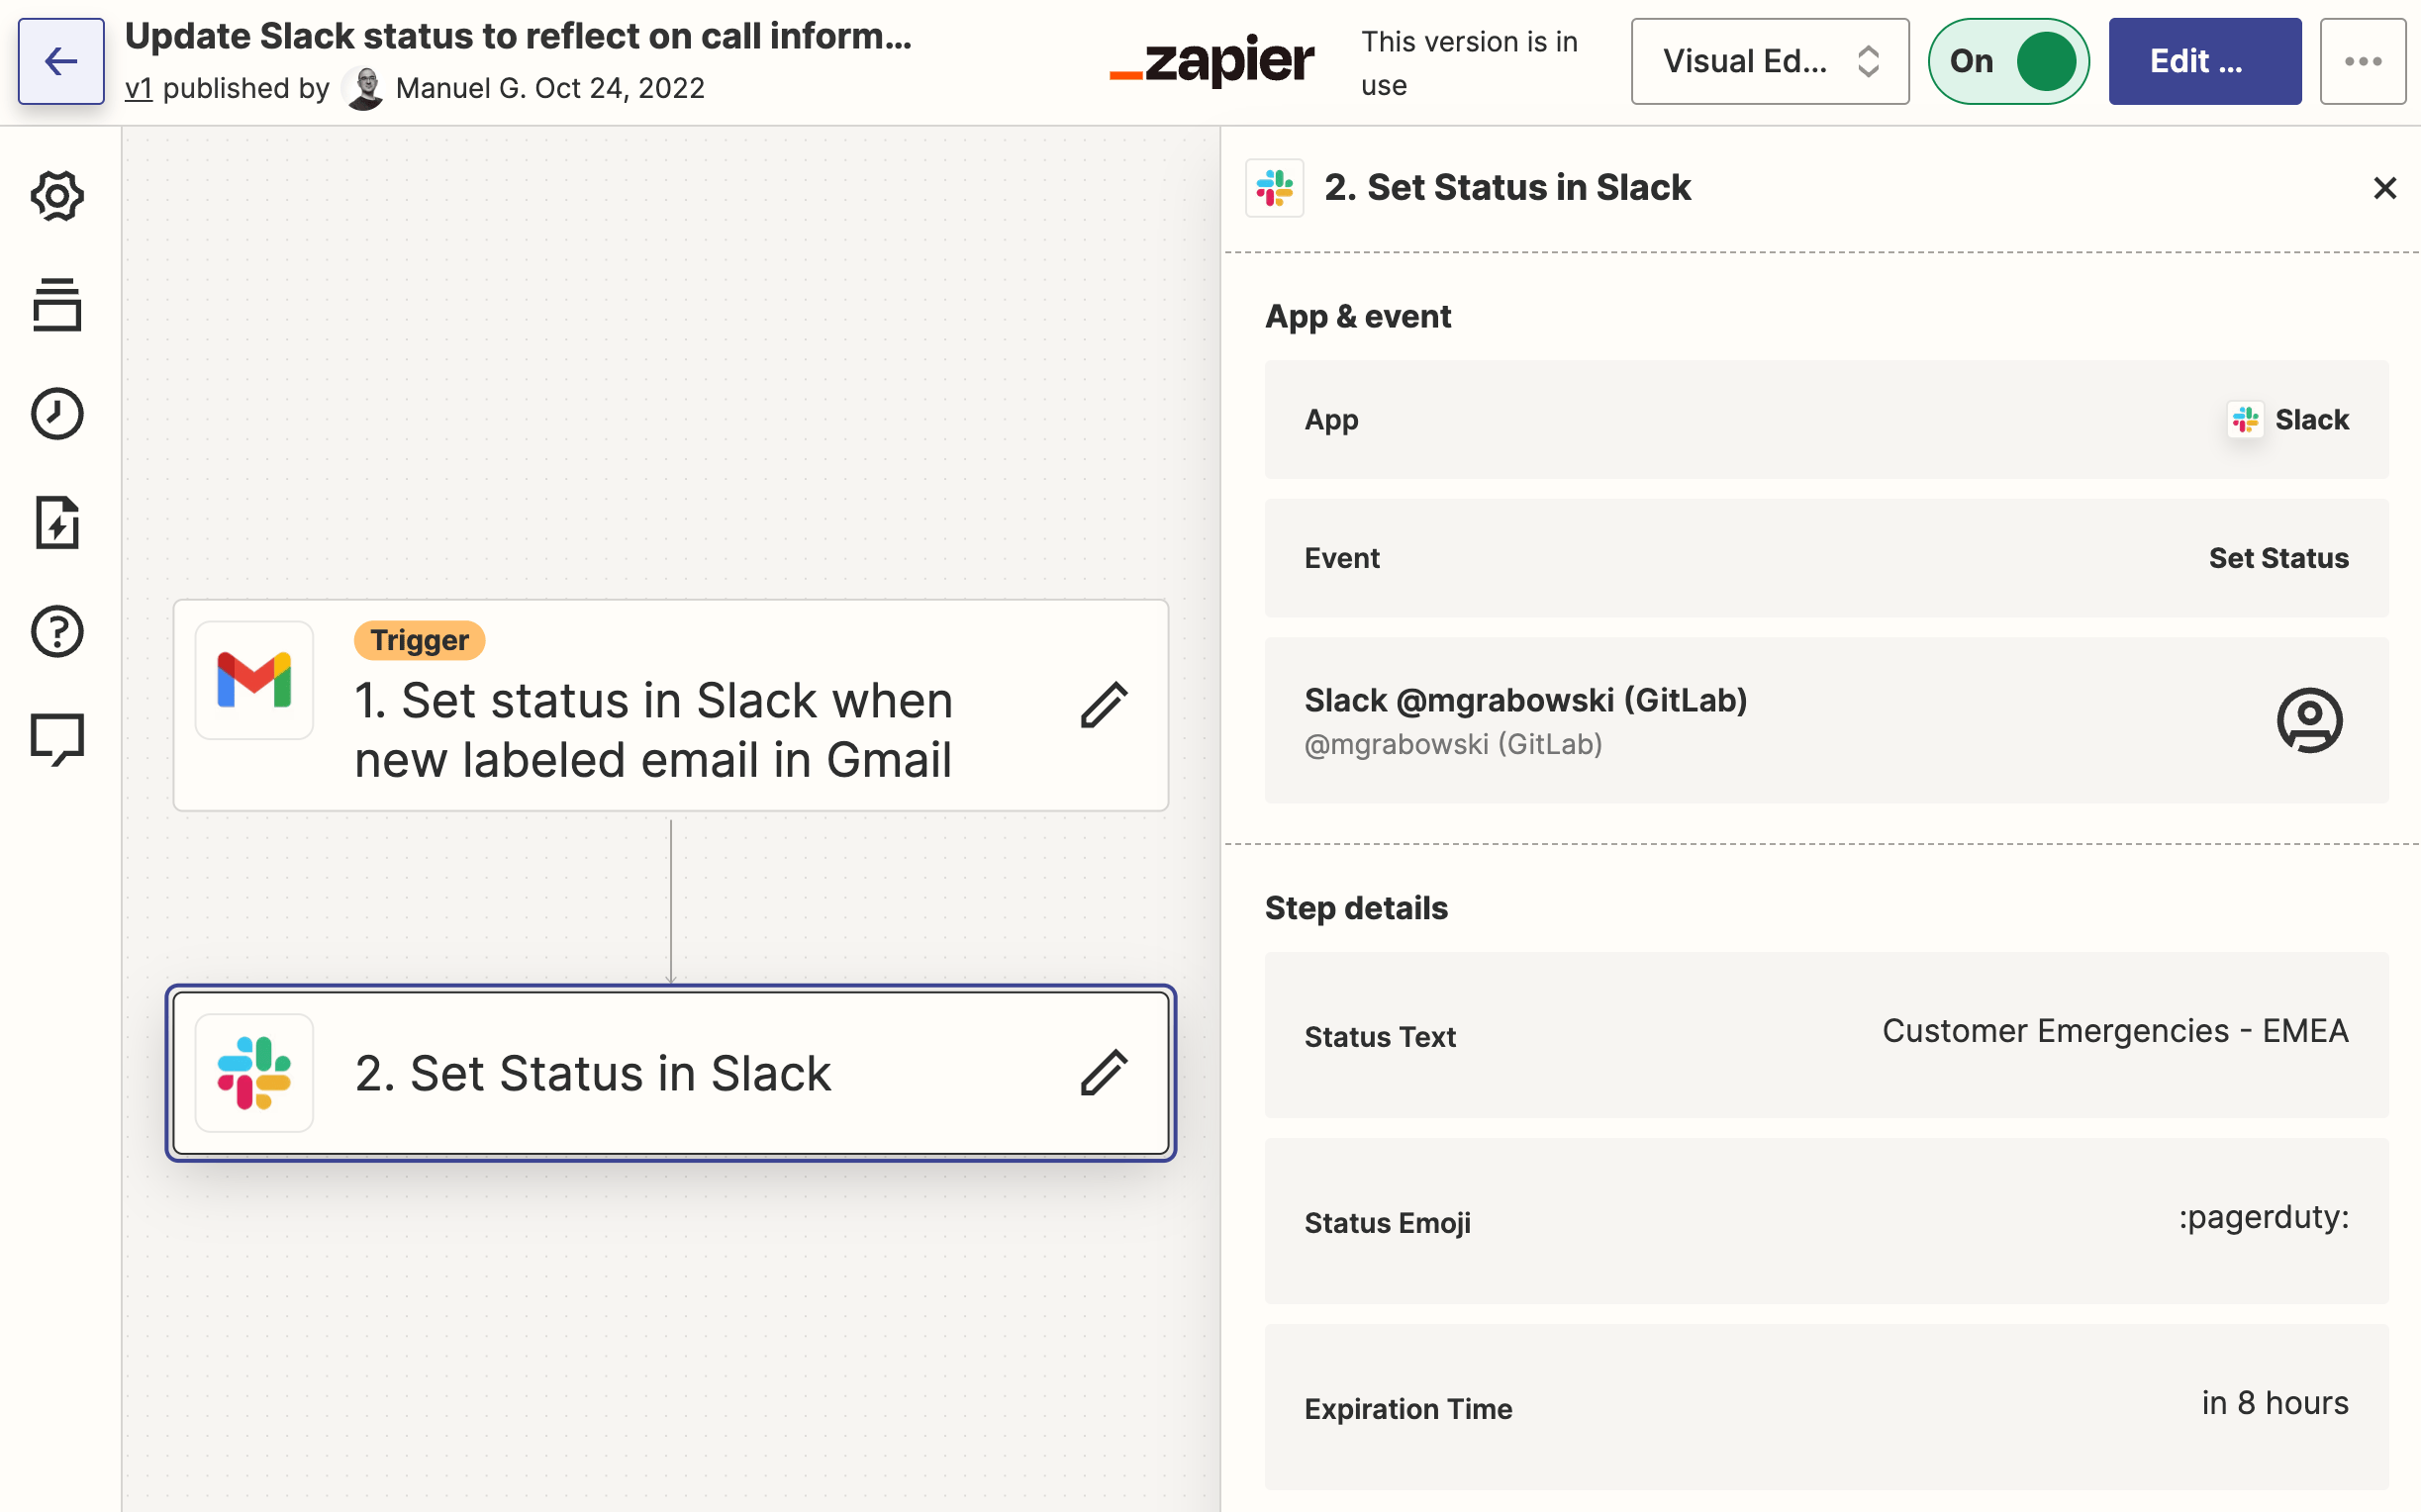 Update Slack status to reflect on call inform...
v1 published by Manuel G. Oct 24, 2022
zapier
This version is in
use
Visual Ed...
On
Edit ...
Trigger
1. Set status in Slack when
new labeled email in Gmail
2. Set Status in Slack
2. Set Status in Slack
App & event
App
Slack
Event
Set Status
Slack @mgrabowski (GitLab)
@mgrabowski (GitLab)
Step details
Status Text
Customer Emergencies - EMEA
Status Emoji
:pagerduty:
Expiration Time
in 8 hours